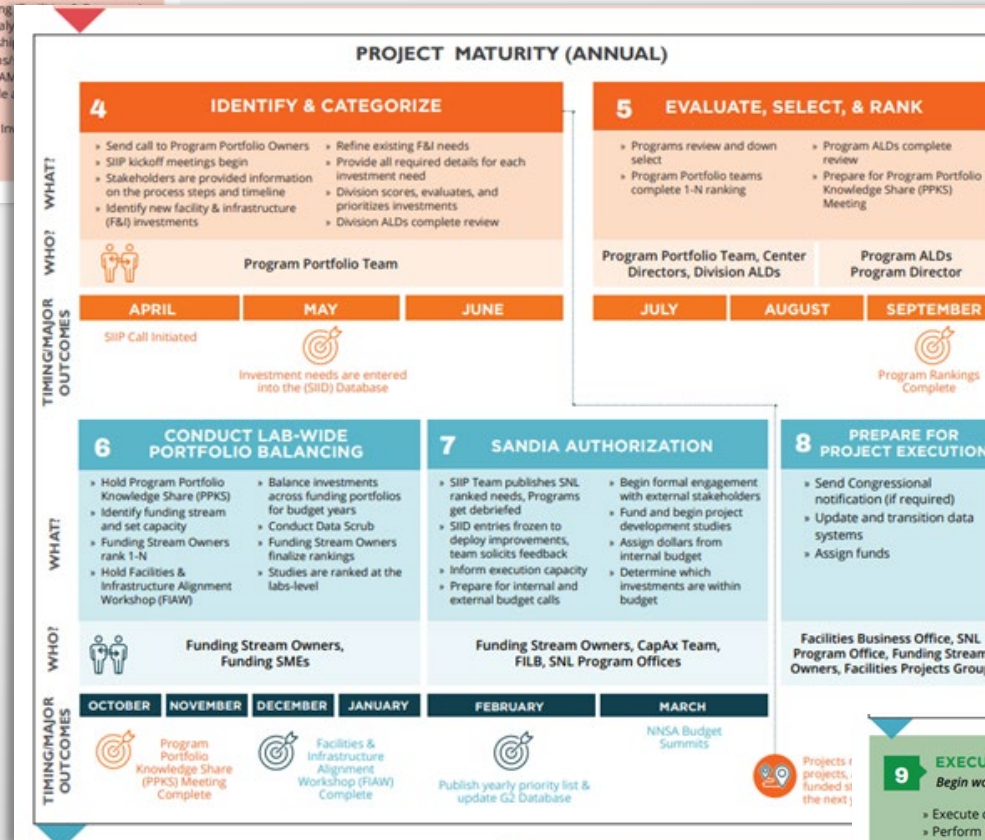 PROJECT MATURITY (ANNUAL)
4 IDENTIFY & CATEGORIZE
WHAT?
» Send call to Program Portfolio Owners
» SIIP kickoff meetings begin
» Stakeholders are provided information
on the process steps and timeline
» Identify new facility & infrastructure
(F&I) investments
» Refine existing F&I needs
» Provide all required details for each
investment need
» Division scores, evaluates, and
prioritizes investments
» Division ALDs complete review
WHO?
Program Portfolio Team
TIMING/MAJOR
OUTCOMES
APRIL
MAY
JUNE
SIIP Call Initiated
Investment needs are entered
into the (SIID) Database
5 EVALUATE, SELECT, & RANK
» Programs review and down
select
» Program Portfolio teams
complete 1-N ranking
» Program ALDs complete
review
» Prepare for Program Portfolio
Knowledge Share (PPKS)
Meeting
Program Portfolio Team, Center
Directors, Division ALDs
Program ALDs
Program Director
JULY
AUGUST
SEPTEMBER
Program Rankings
Complete
6 CONDUCT LAB-WIDE
PORTFOLIO BALANCING
WHAT?
» Hold Program Portfolio
Knowledge Share (PPKS)
» Identify funding stream
and set capacity
» Funding Stream Owners
rank 1-N
» Hold Facilities &
Infrastructure Alignment
Workshop (FIAW)
» Balance investments
across funding portfolios
for budget years
» Conduct Data Scrub
» Funding Stream Owners
finalize rankings
» Studies are ranked at the
labs-level
WHO?
Funding Stream Owners,
Funding SMEs
TIMING/MAJOR
OUTCOMES
OCTOBER
NOVEMBER
DECEMBER
JANUARY
Program
Portfolio
Knowledge Share
(PPKS) Meeting
Complete
Facilities &
Infrastructure
Alignment
Workshop (FIAW)
Complete
7 SANDIA AUTHORIZATION
» SIIP Team publishes SNL
ranked needs, Programs
get debriefed
» SIID entries frozen to
deploy improvements,
team solicits feedback
» Inform execution capacity
» Prepare for internal and
external budget calls
» Begin formal engagement
with external stakeholders
» Fund and begin project
development studies
» Assign dollars from
internal budget
» Determine which
investments are within
budget
Funding Stream Owners, CapAx Team,
FILB, SNL Program Offices
FEBRUARY
MARCH
Publish yearly priority list &
update G2 Database
NNSA Budget
Summits
8 PREPARE FOR
PROJECT EXECUTION
» Send Congressional
notification (if required)
» Update and transition data
systems
» Assign funds
Facilities Business Office, SNL
Program Office, Funding Stream
Owners, Facilities Projects Group
Projects
projects,
funded
the next
9
Begin
» Execute
» Perform